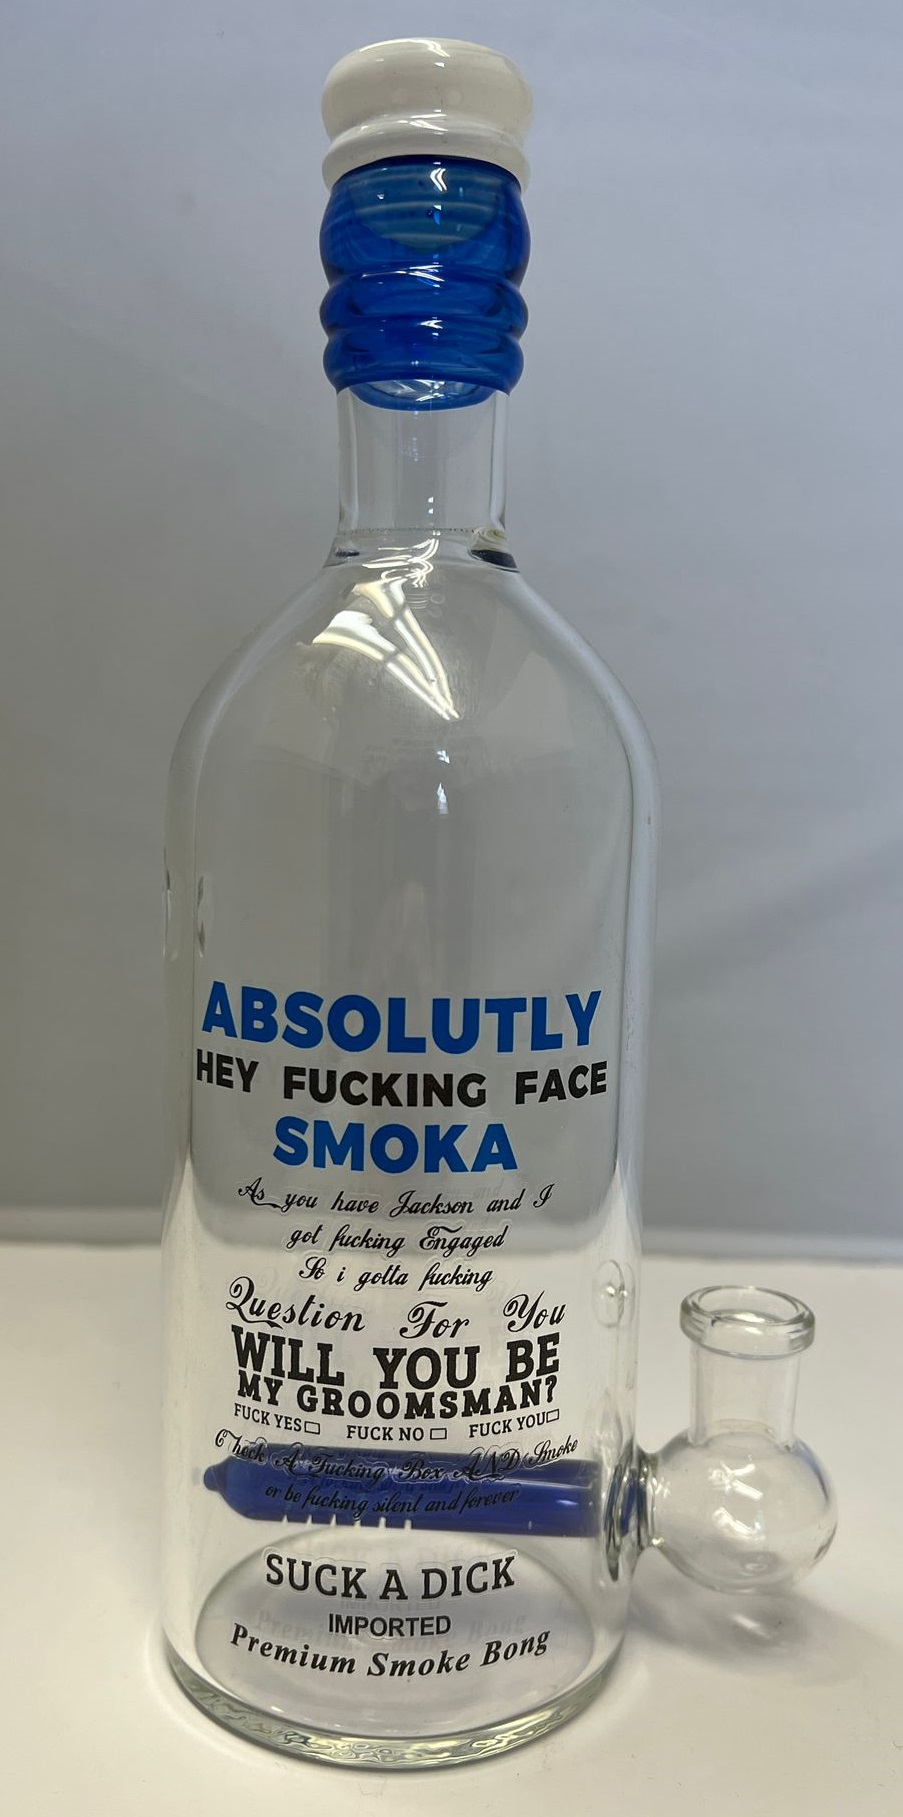 ABSOLUTLY
HEY FUCKING FACE
SMOKA
As you have Jackson and I
got fucking Engaged
So i gotta fucking
Question For You
WILL YOU BE
MY GROOMSMAN?
FUCK YES☐ FUCK NO ☐ FUCK YOU☐
Check A Fucking Box AND Smoke
or be fucking silent and forever
SUCK A DICK
IMPORTED
Premium Smoke Bong